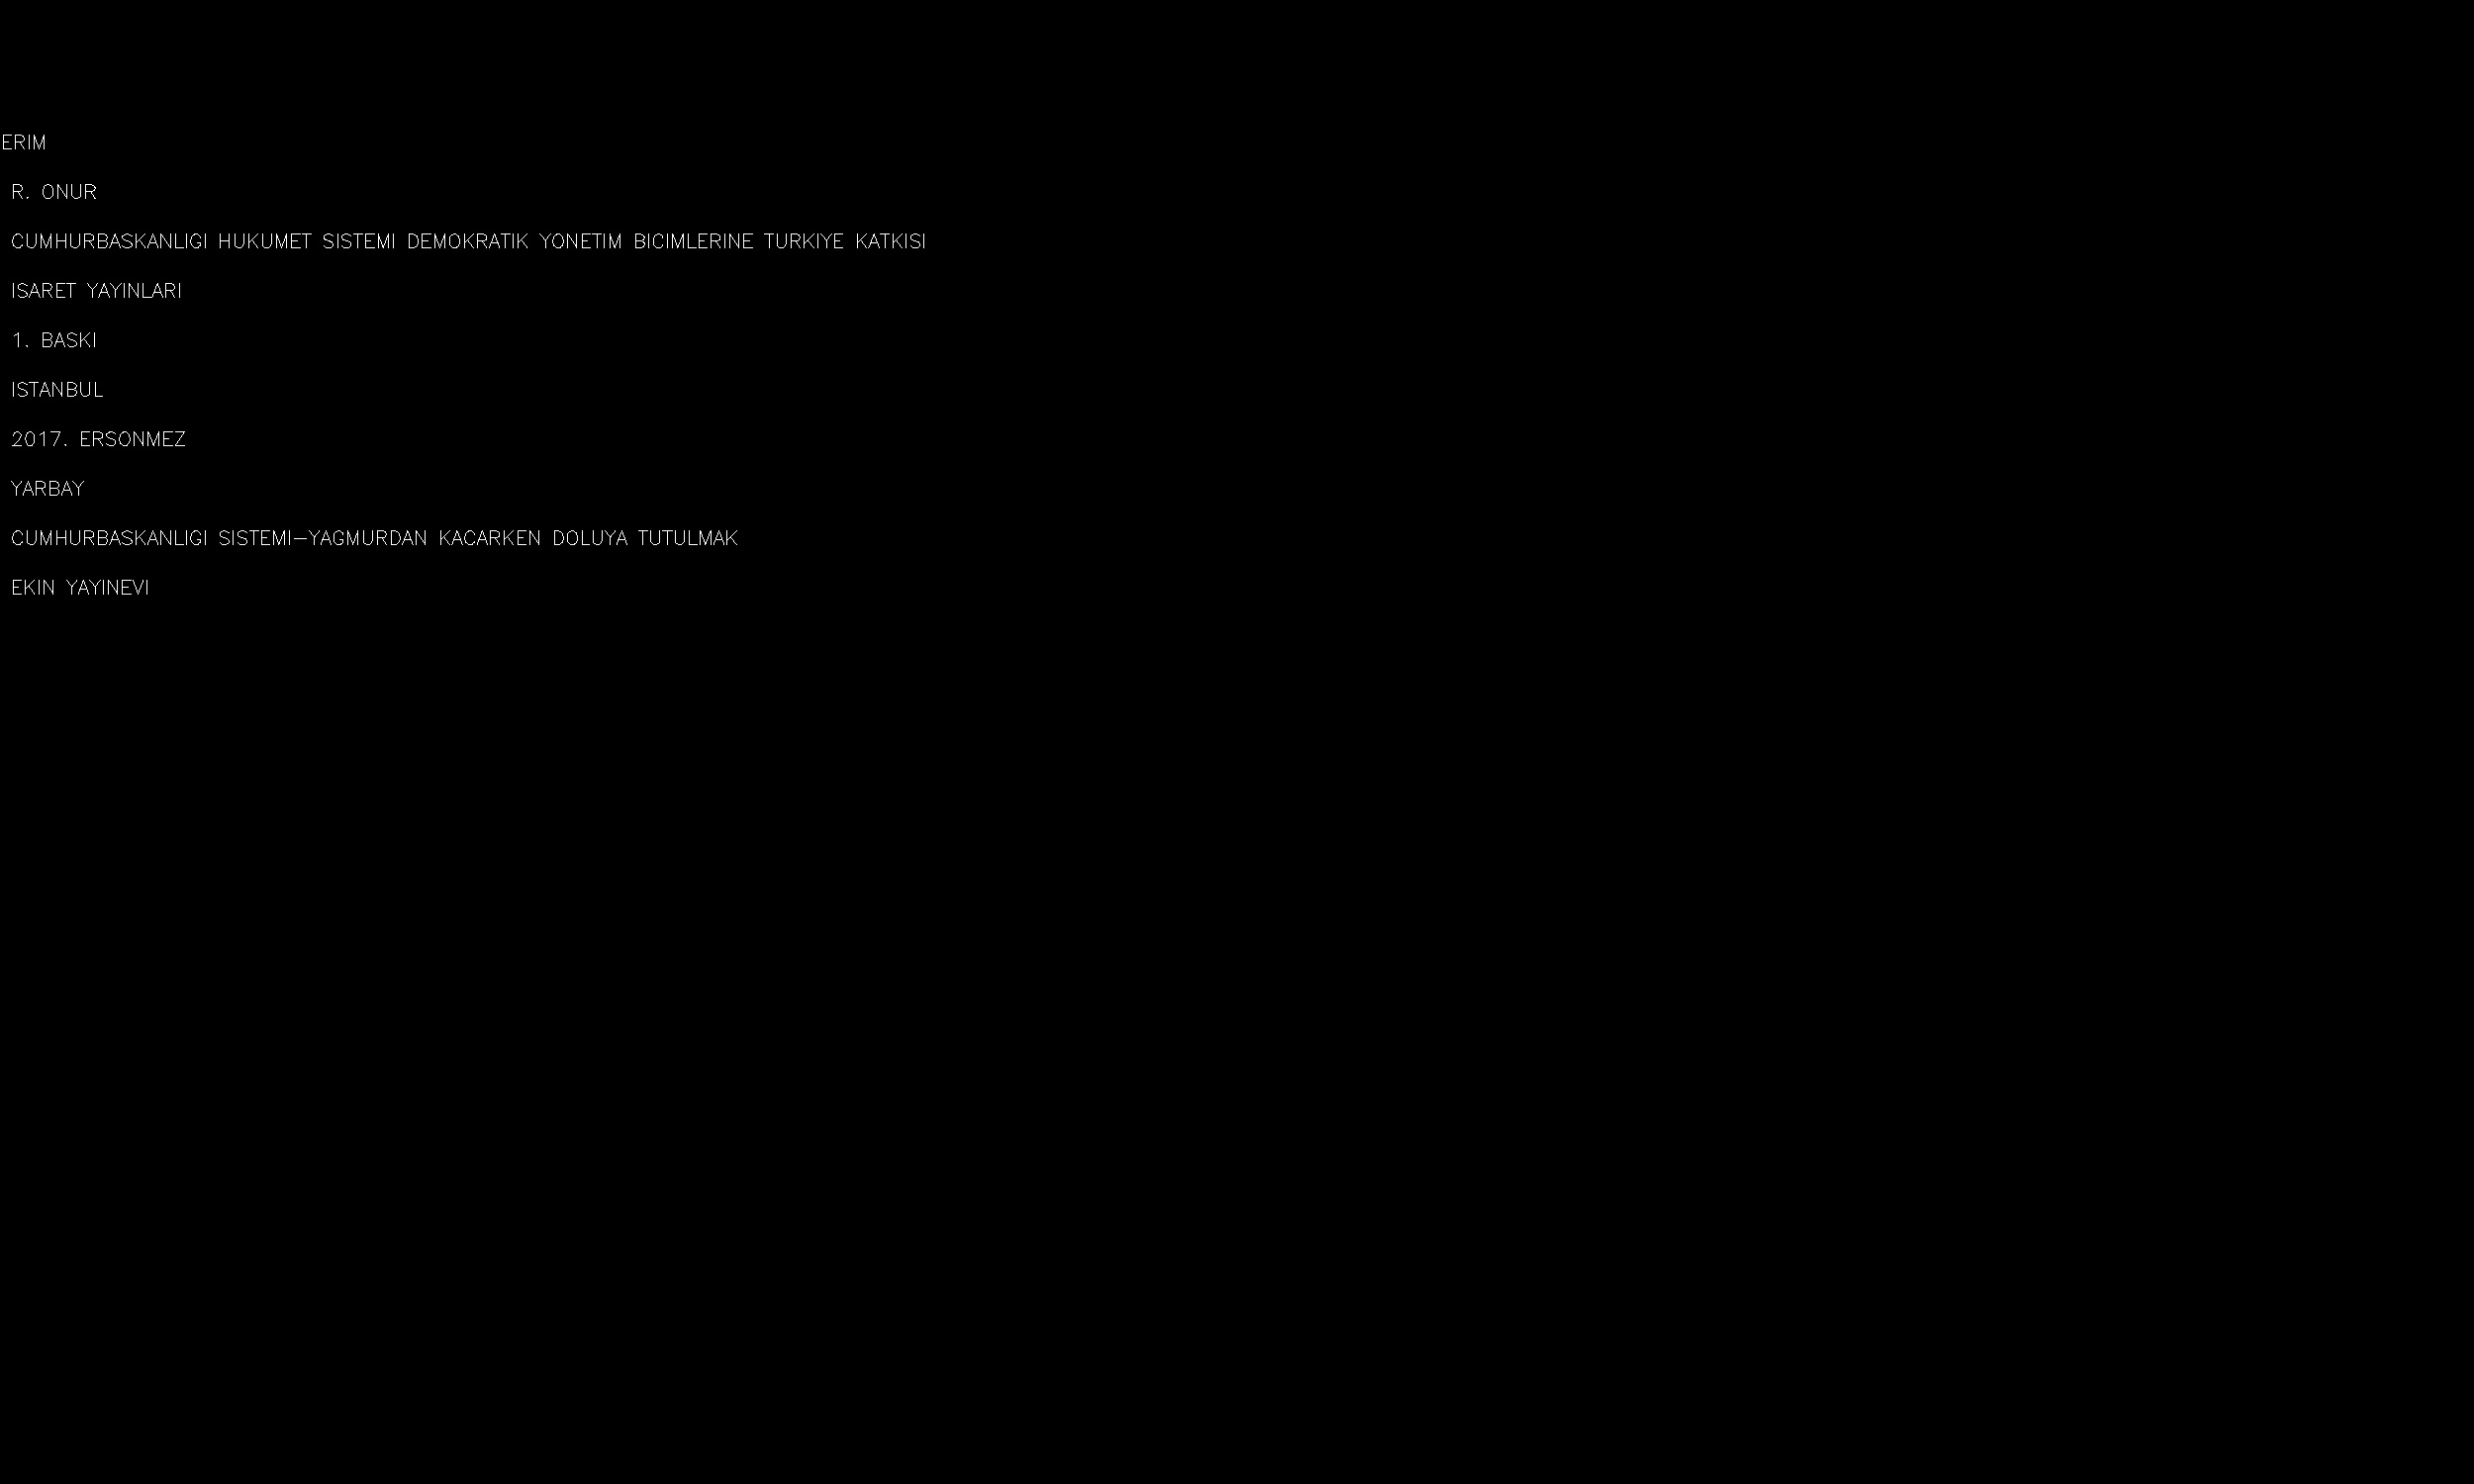 ERIM
R. ONUR
CUMHURBASKANLIGI HUKUMET SISTEMI DEMOKRATIK YONETIM BICIMLERINE TURKIYE KATKISI
ISARET YAYINLARI
1. BASKI
ISTANBUL
2017. ERSONMEZ
YARBAY
CUMHURBASKANLIGI SISTEMI-YAGMURDAN KACARKEN DOLUYA TUTULMAK
EKIN YAYINEVI